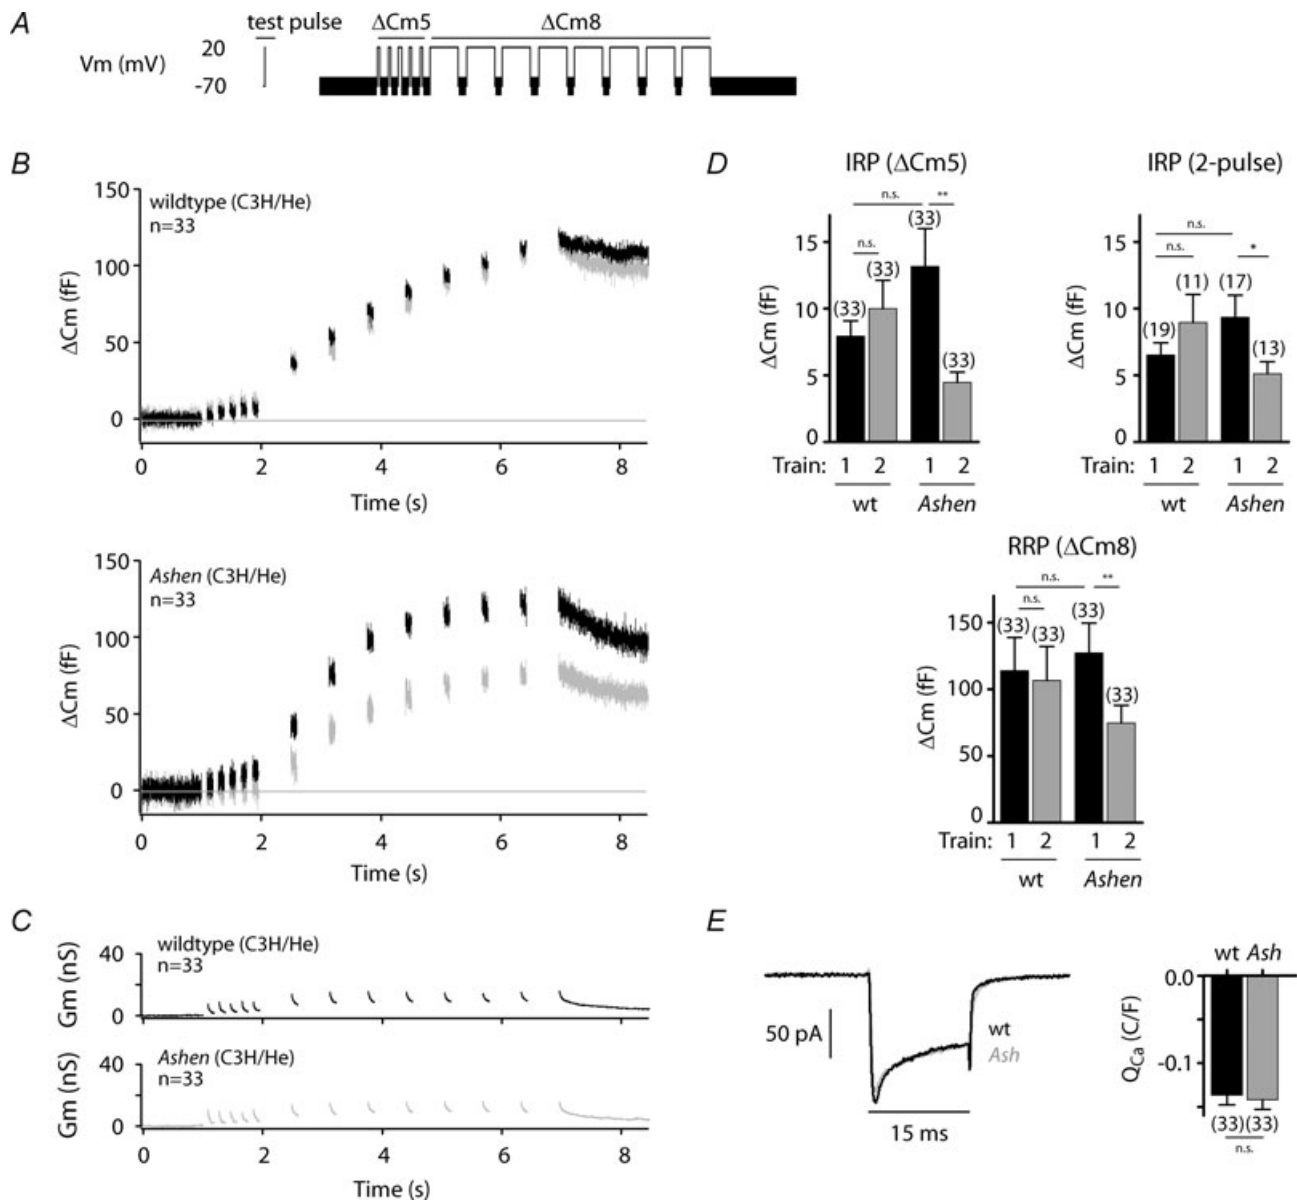 A
test pulse ΔCm5 ΔCm8
Vm (mV)
20
-70
B
150
100
50
0
ΔCm (fF)
wildtype (C3H/He)
n=33
0 2 4 6 8
Time (s)
150
100
50
0
ΔCm (fF)
Ashen (C3H/He)
n=33
0 2 4 6 8
Time (s)
C
40
0
Gm (nS)
wildtype (C3H/He)
n=33
40
0
Gm (nS)
Ashen (C3H/He)
n=33
0 2 4 6 8
Time (s)
D
IRP (ΔCm5)
n.s. **
n.s.
(33) (33) (33) (33)
15
10
5
0
ΔCm (fF)
Train: 1 2 1 2
wt Ashen
IRP (2-pulse)
n.s.
n.s. *
(19) (11) (17) (13)
15
10
5
0
ΔCm (fF)
Train: 1 2 1 2
wt Ashen
RRP (ΔCm8)
n.s. **
n.s.
(33) (33) (33) (33)
150
100
50
0
ΔCm (fF)
Train: 1 2 1 2
wt Ashen
E
50 pA
wt
Ash
15 ms
wt Ash
0.0
-0.1
QCa (C/F)
(33) (33)
n.s.